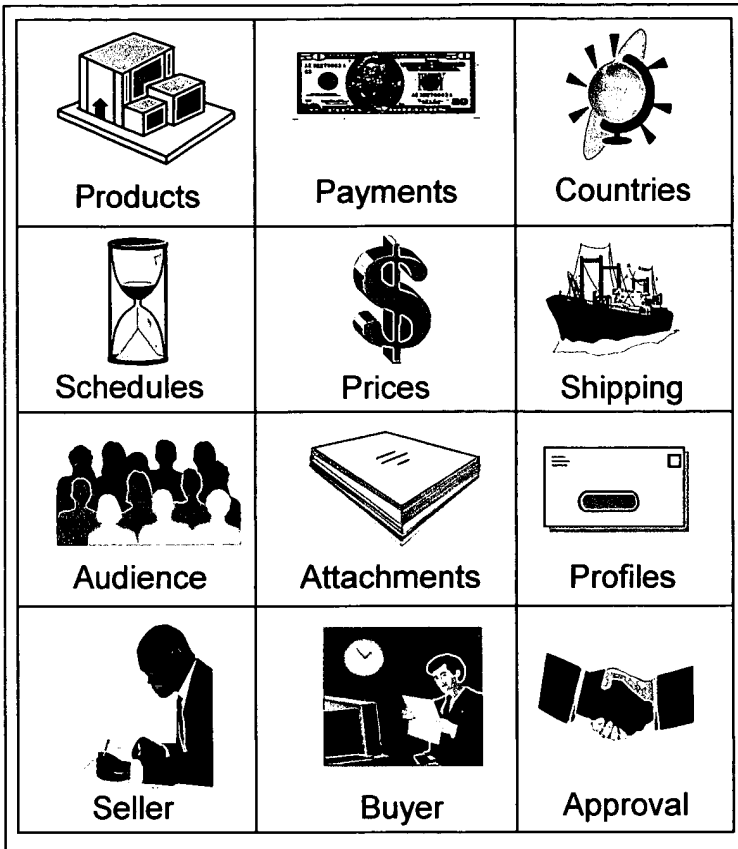 Products
Payments
Countries
Schedules
Prices
Shipping
Audience
Attachments
Profiles
Seller
Buyer
Approval